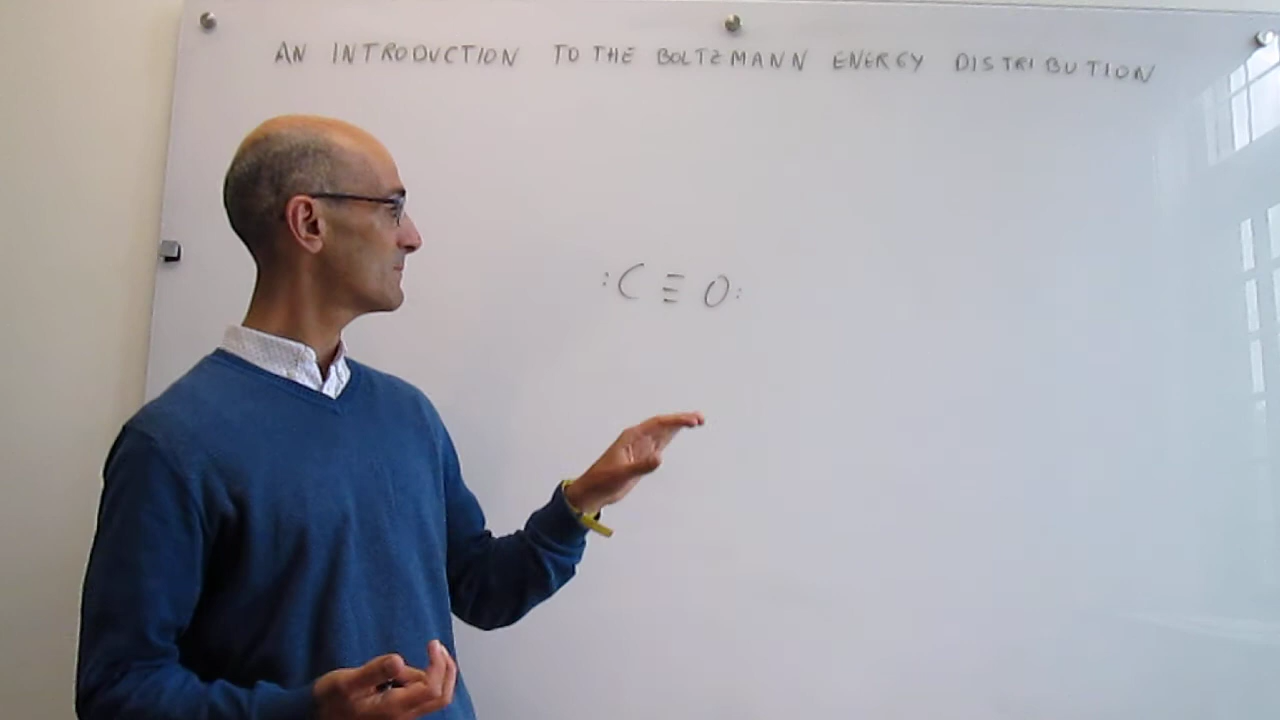 AN INTRODUCTION TO THE BOLTZMANN ENERGY DISTRIBUTION
:C ≡ O: